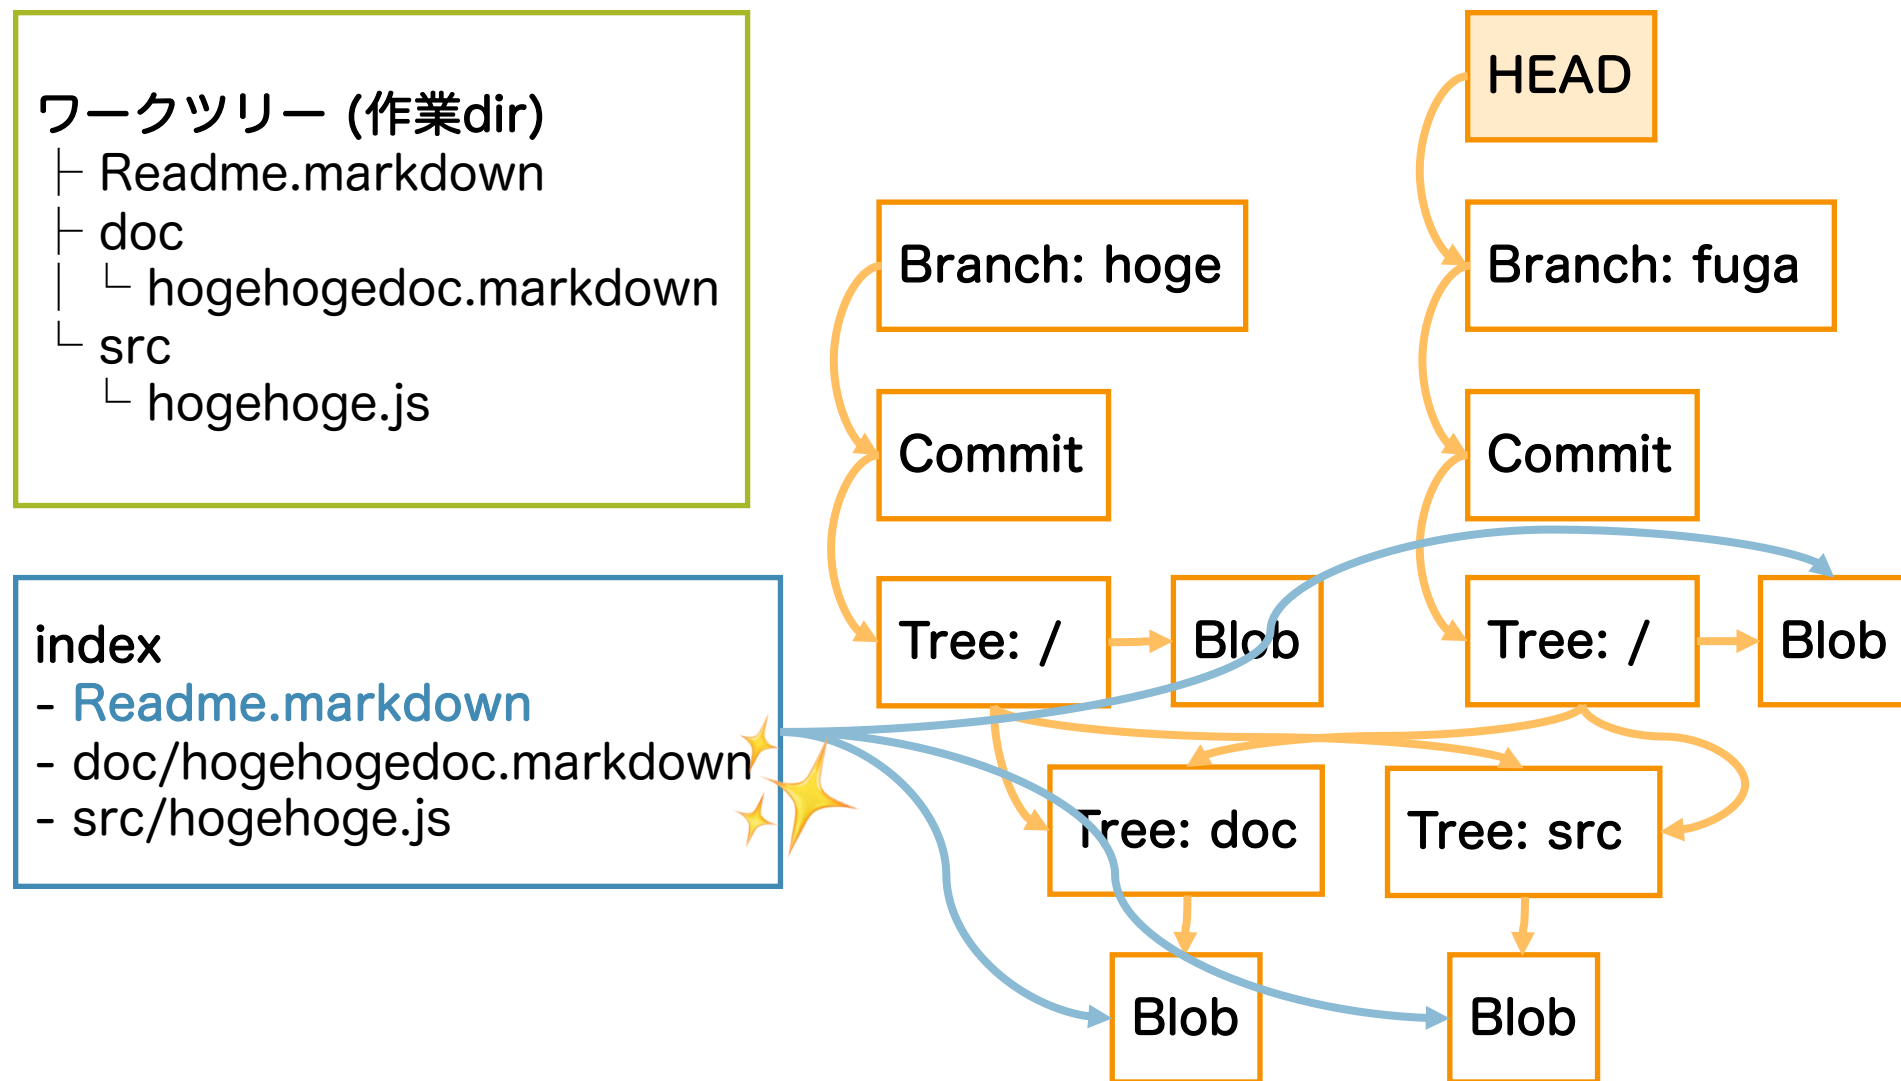 ワークツリー (作業dir)
├ Readme.markdown
├ doc
│ └ hogehogedoc.markdown
└ src
└ hogehoge.js
index
- Readme.markdown
- doc/hogehogedoc.markdown
- src/hogehoge.js
HEAD
Branch: hoge
Branch: fuga
Commit
Commit
Tree: /
Blob
Tree: /
Blob
Tree: doc
Tree: src
Blob
Blob